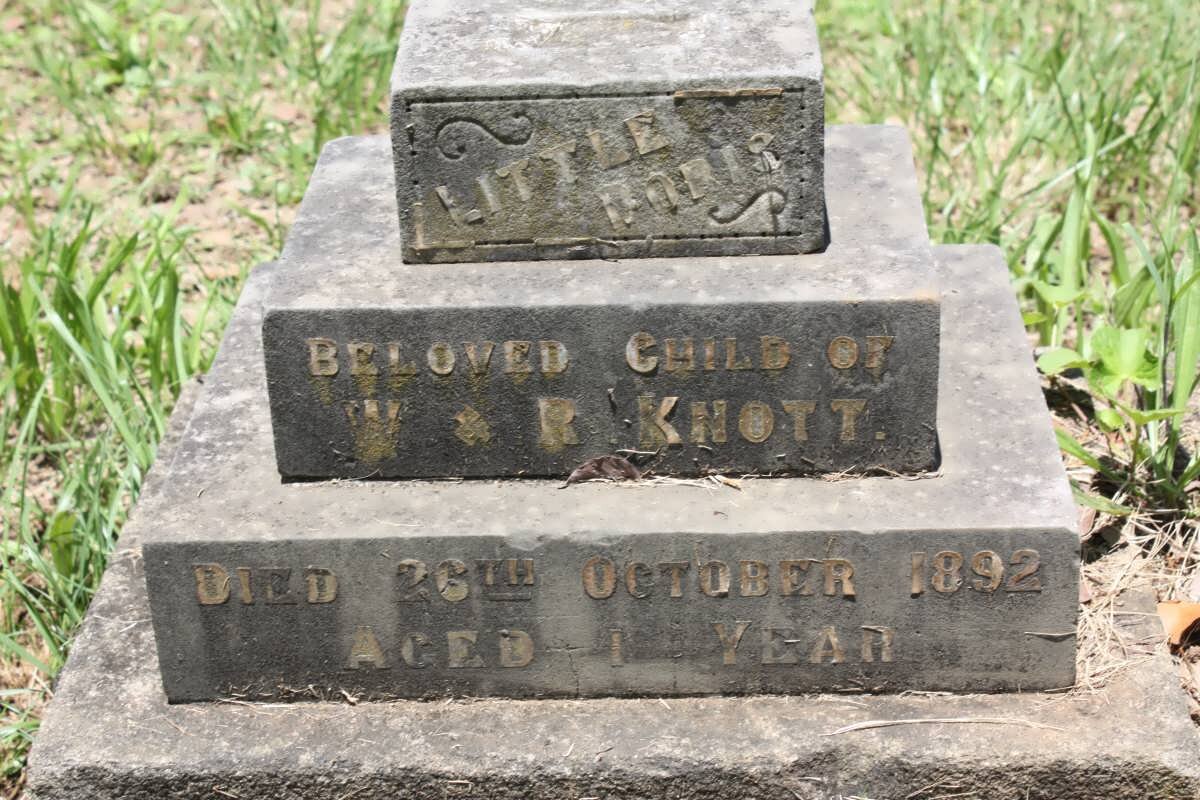 LITTLE
DORIS
BELOVED CHILD OF
W & R KNOTT.
DIED 26TH OCTOBER 1892
AGED 1 YEAR